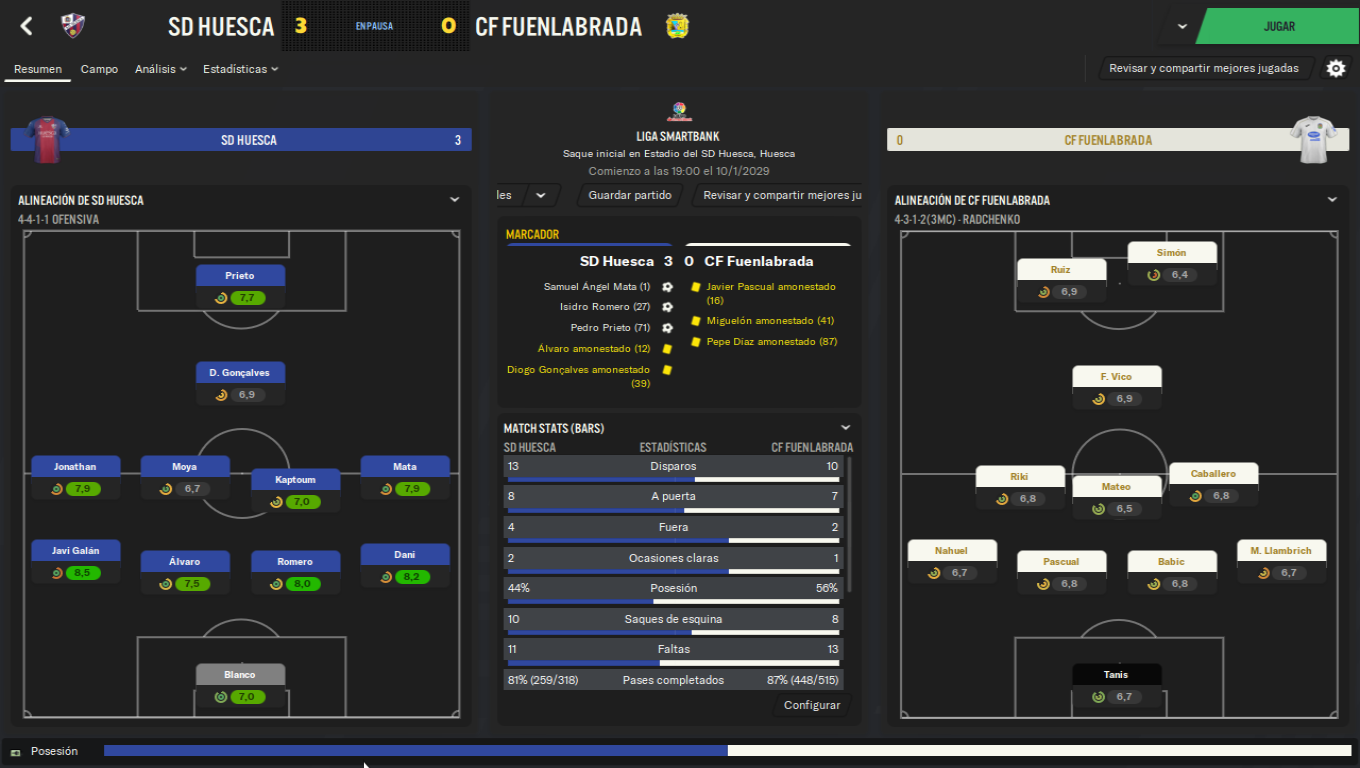 SD HUESCA 3 EN PAUSA 0 CF FUENLABRADA
JUGAR
Resumen Campo Análisis Estadísticas
Revisar y compartir mejores jugadas
SD HUESCA 3
ALINEACIÓN DE SD HUESCA
4-4-1-1 OFENSIVA
Prieto
7,7
D. Gonçalves
6,9
Jonathan Moya Kaptoum Mata
7,9 6,7 7,0 7,9
Javi Galán Álvaro Romero Dani
8,5 7,5 8,0 8,2
Blanco
7,0
LIGA SMARTBANK
Saque inicial en Estadio del SD Huesca, Huesca
Comienzo a las 19:00 el 10/1/2029
les Guardar partido Revisar y compartir mejores ju
MARCADOR
SD Huesca 3 0 CF Fuenlabrada
Samuel Ángel Mata (1)
Isidro Romero (27)
Pedro Prieto (71)
Álvaro amonestado (12)
Diogo Gonçalves amonestado
(39)
Javier Pascual amonestado
(16)
Miguelón amonestado (41)
Pepe Díaz amonestado (87)
MATCH STATS (BARS)
SD HUESCA ESTADÍSTICAS CF FUENLABRADA
13 Disparos 10
8 A puerta 7
4 Fuera 2
2 Ocasiones claras 1
44% Posesión 56%
10 Saques de esquina 8
11 Faltas 13
81% (259/318) Pases completados 87% (448/515)
Configurar
0 CF FUENLABRADA
ALINEACIÓN DE CF FUENLABRADA
4-3-1-2(3MC) - RADCHENKO
Ruiz Simón
6,9 6,4
F. Vico
6,9
Riki Mateo Caballero
6,8 6,5 6,8
Nahuel Pascual Babic M. Llambrich
6,7 6,8 6,8 6,7
Tanis
6,7
Posesión